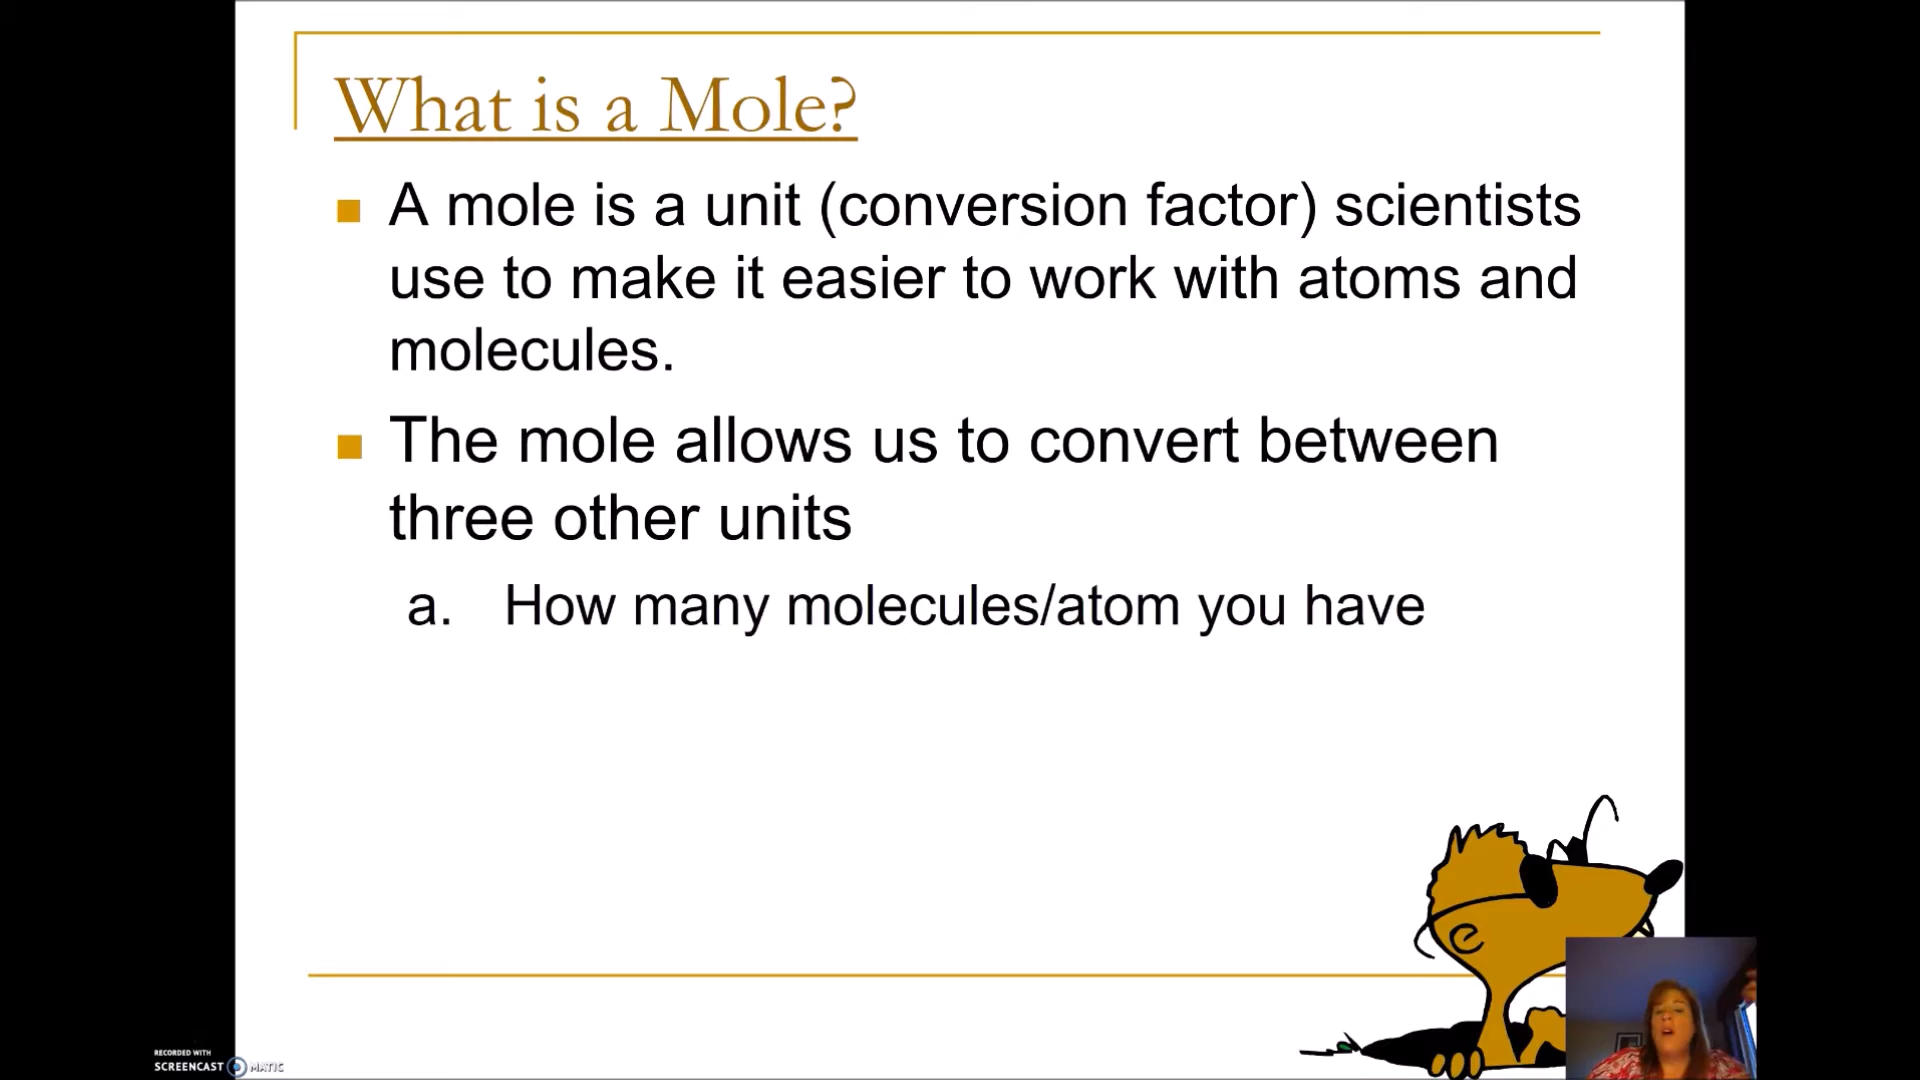 What is a Mole?
A mole is a unit (conversion factor) scientists
use to make it easier to work with atoms and
molecules.
The mole allows us to convert between
three other units
a. How many molecules/atom you have
RECORDED WITH
SCREENCAST MATIC